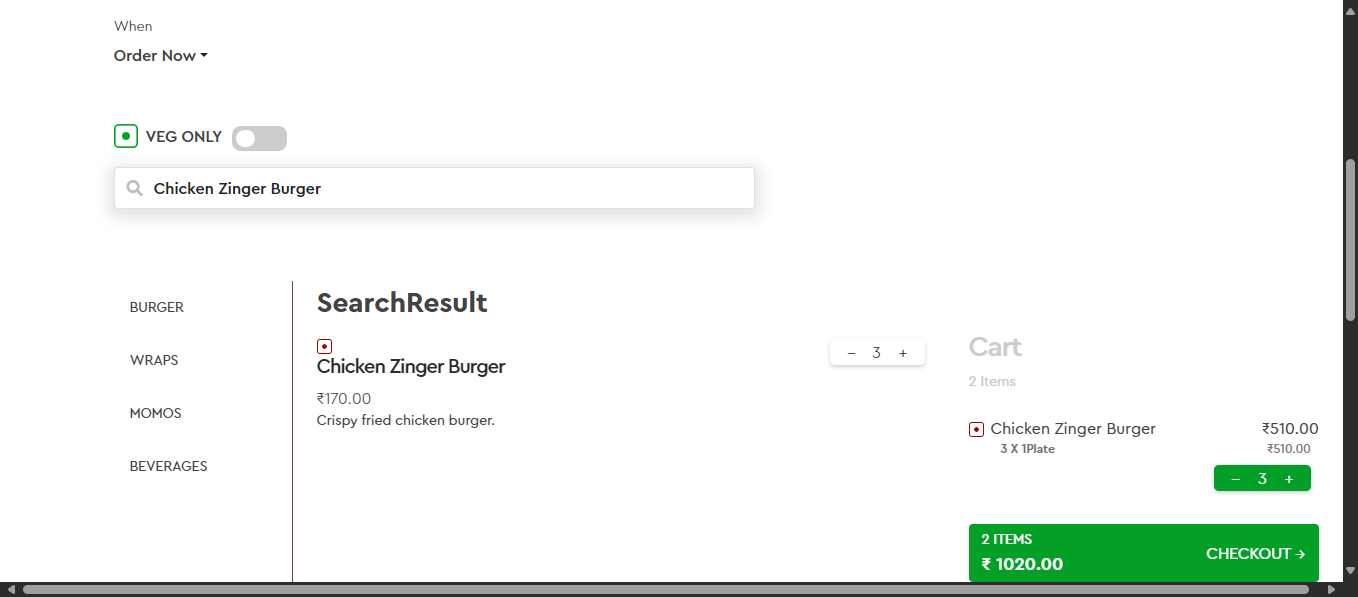 When
Order Now
VEG ONLY
Chicken Zinger Burger
BURGER
WRAPS
MOMOS
BEVERAGES
SearchResult
Chicken Zinger Burger
₹170.00
Crispy fried chicken burger.
– 3 +
Cart
2 Items
Chicken Zinger Burger ₹510.00
3 X 1Plate ₹510.00
– 3 +
2 ITEMS
₹ 1020.00
CHECKOUT →